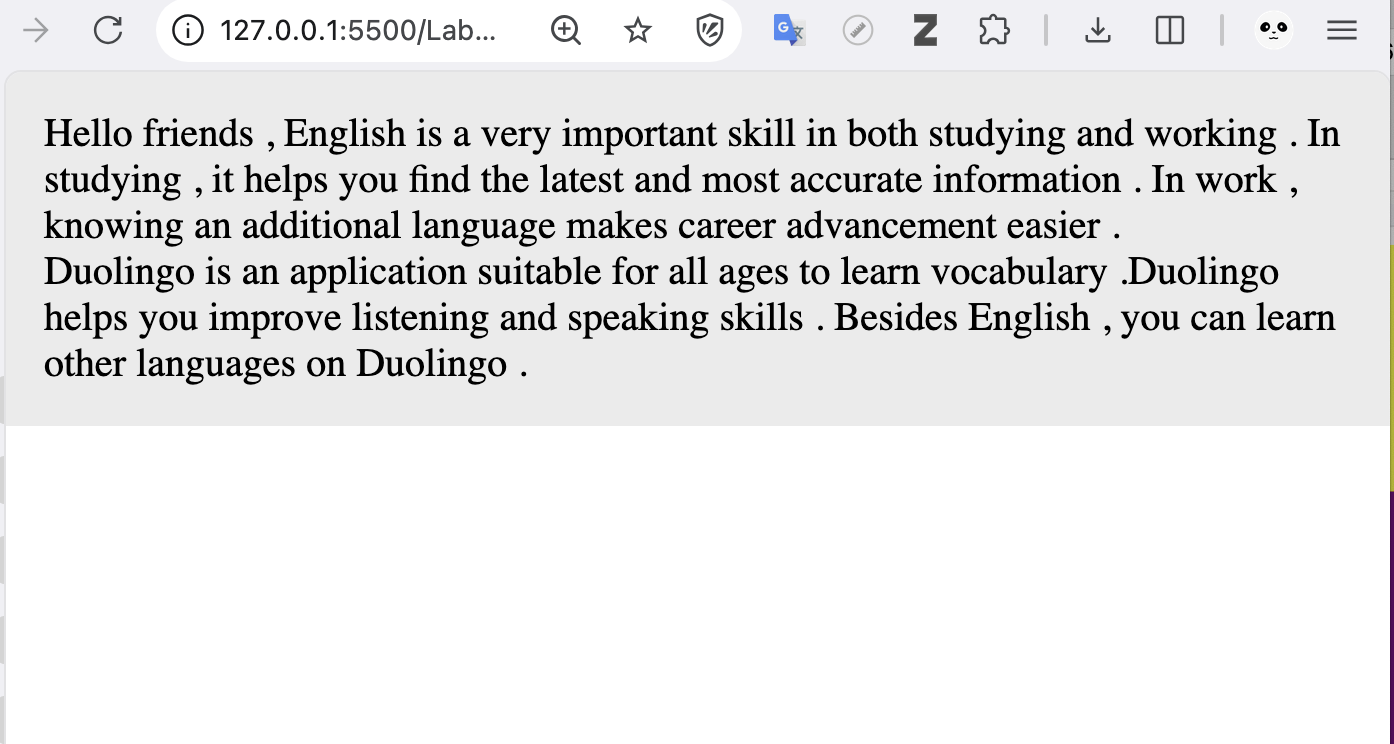 127.0.0.1:5500/Lab...
Hello friends , English is a very important skill in both studying and working . In
studying , it helps you find the latest and most accurate information . In work ,
knowing an additional language makes career advancement easier .
Duolingo is an application suitable for all ages to learn vocabulary .Duolingo
helps you improve listening and speaking skills . Besides English , you can learn
other languages on Duolingo .